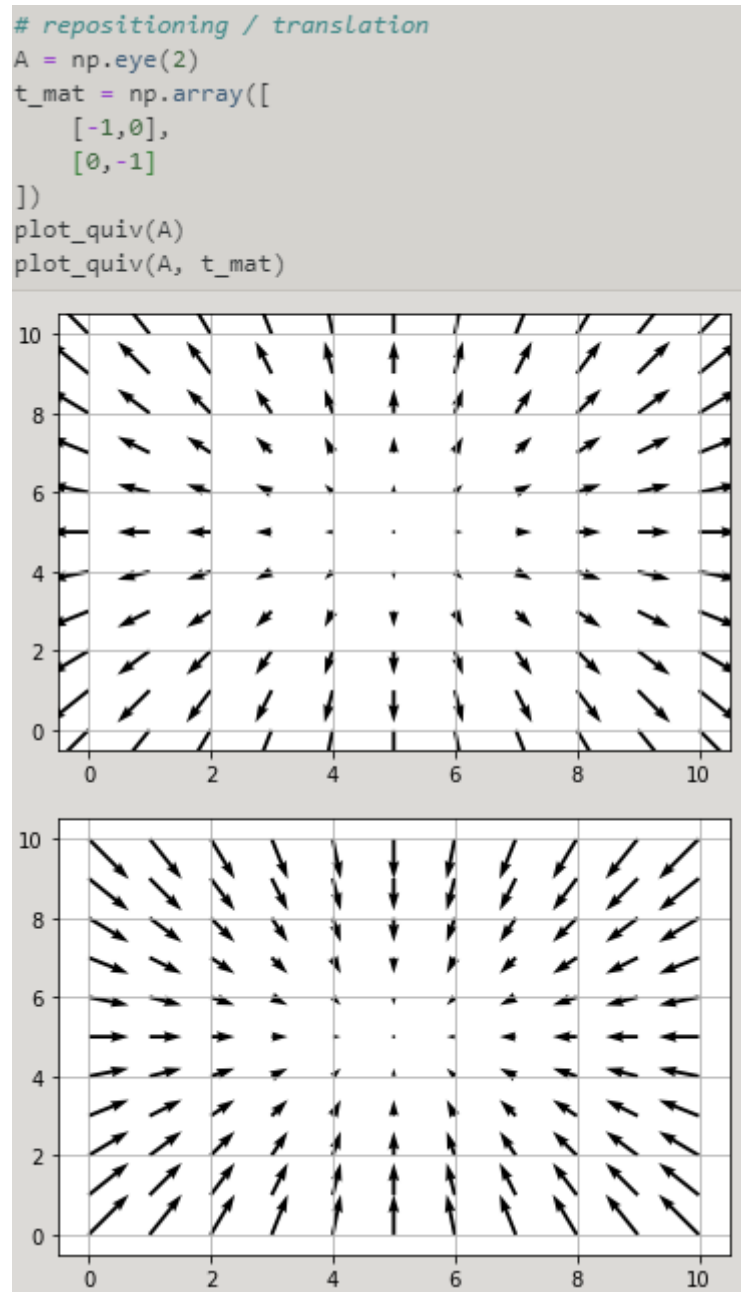 # repositioning / translation
A = np.eye(2)
t_mat = np.array([
    [-1,0],
    [0,-1]
])
plot_quiv(A)
plot_quiv(A, t_mat)
10
8
6
4
2
0
0 2 4 6 8 10
10
8
6
4
2
0
0 2 4 6 8 10